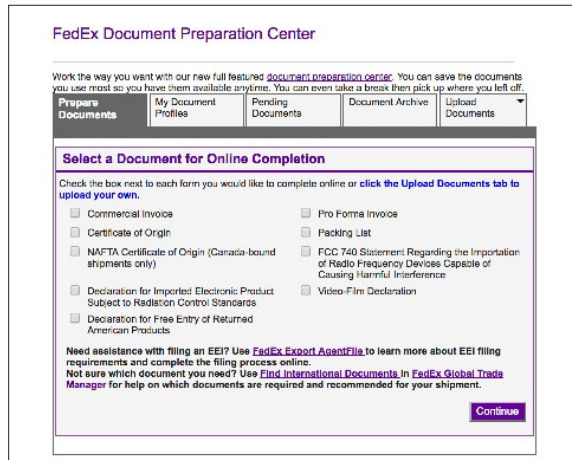 FedEx Document Preparation Center
Work the way you want with our new full featured document preparation center. You can save the documents
you use most so you have them available anytime. You can even take a break then pick up where you left off.
Prepare Documents
My Document Profiles
Pending Documents
Document Archive
Upload Documents
Select a Document for Online Completion
Check the box next to each form you would like to complete online or click the Upload Documents tab to
upload your own.
Commercial Invoice
Pro Forma Invoice
Certificate of Origin
Packing List
NAFTA Certificate of Origin (Canada-bound
shipments only)
FCC 740 Statement Regarding the Importation
of Radio Frequency Devices Capable of
Causing Harmful Interference
Declaration for Imported Electronic Product
Subject to Radiation Control Standards
Video-Film Declaration
Declaration for Free Entry of Returned
American Products
Need assistance with filing an EEI? Use FedEx Export AgentFile to learn more about EEI filing
requirements and complete the filing process online.
Not sure which document you need? Use Find International Documents in FedEx Global Trade
Manager for help on which documents are required and recommended for your shipment.
Continue